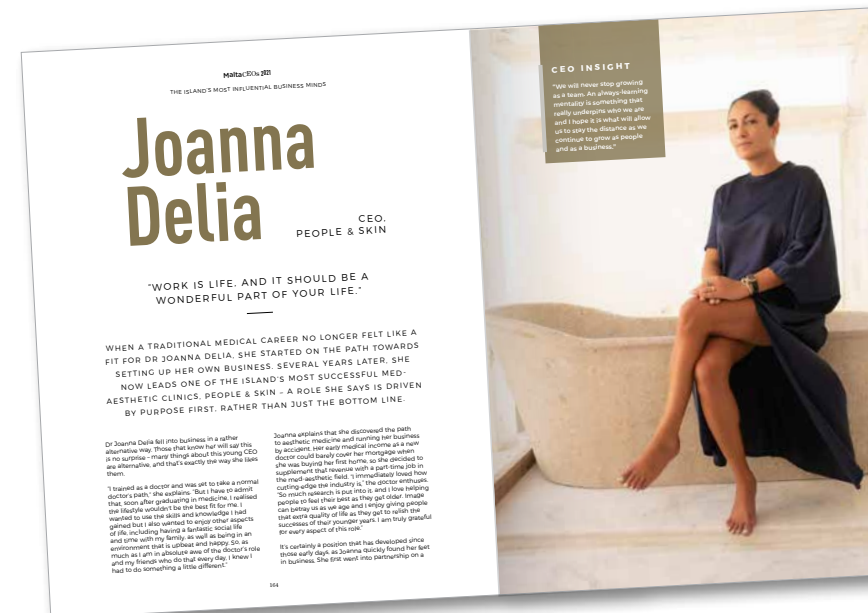 MaltaCEOs 2021
THE ISLAND'S MOST INFLUENTIAL BUSINESS MINDS
Joanna
Delia
CEO,
PEOPLE & SKIN
"WORK IS LIFE, AND IT SHOULD BE A
WONDERFUL PART OF YOUR LIFE."
WHEN A TRADITIONAL MEDICAL CAREER NO LONGER FELT LIKE A
FIT FOR DR JOANNA DELIA, SHE STARTED ON THE PATH TOWARDS
SETTING UP HER OWN BUSINESS. SEVERAL YEARS LATER, SHE
NOW LEADS ONE OF THE ISLAND'S MOST SUCCESSFUL MED-
AESTHETIC CLINICS, PEOPLE & SKIN – A ROLE SHE SAYS IS DRIVEN
BY PURPOSE FIRST, RATHER THAN JUST THE BOTTOM LINE.
Dr Joanna Delia fell into business in a rather
alternative way. Those that know her will say this
is no surprise – many things about this young CEO
are alternative, and that's exactly the way she likes
them.
"I trained as a doctor and was set to take a normal
doctor's path," she explains. "But I have to admit
that, soon after graduating in medicine, I realised
the lifestyle wouldn't be the best fit for me. I
wanted to use the skills and knowledge I had
gained but I also wanted to enjoy other aspects
of life, including having a fantastic social life
and time with my family, as well as being in an
environment that is upbeat and happy. So, as
much as I am in absolute awe of the doctor's role
and my friends who do that every day, I knew I
had to do something a little different."
Joanna explains that she discovered the path
to aesthetic medicine and running her business
by accident. Her early medical income as a new
doctor could barely cover her mortgage when
she was buying her first home, so she decided to
supplement that revenue with a part-time job in
the med-aesthetic field. "I immediately loved how
cutting-edge the industry is," the doctor enthuses.
"So much research is put into it, and I love helping
people to feel their best as they get older. Image
can betray us as we age and I enjoy giving people
that extra quality of life as they get to relish the
successes of their younger years. I am truly grateful
for every aspect of this role."
It's certainly a position that has developed since
those early days, as Joanna quickly found her feet
in business. She first went into partnership on a
164
CEO INSIGHT
"We will never stop growing
as a team. An always-learning
mentality is something that
really underpins who we are
and I hope it is what will allow
us to stay the distance as we
continue to grow as people
and as a business."